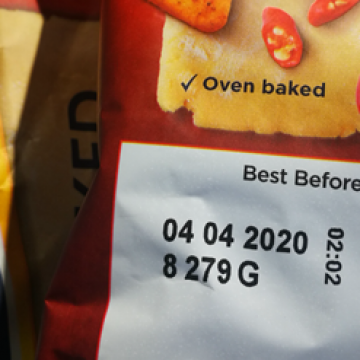 ✓ Oven baked
Best Before
04 04 2020
8 279 G
02:02
KED